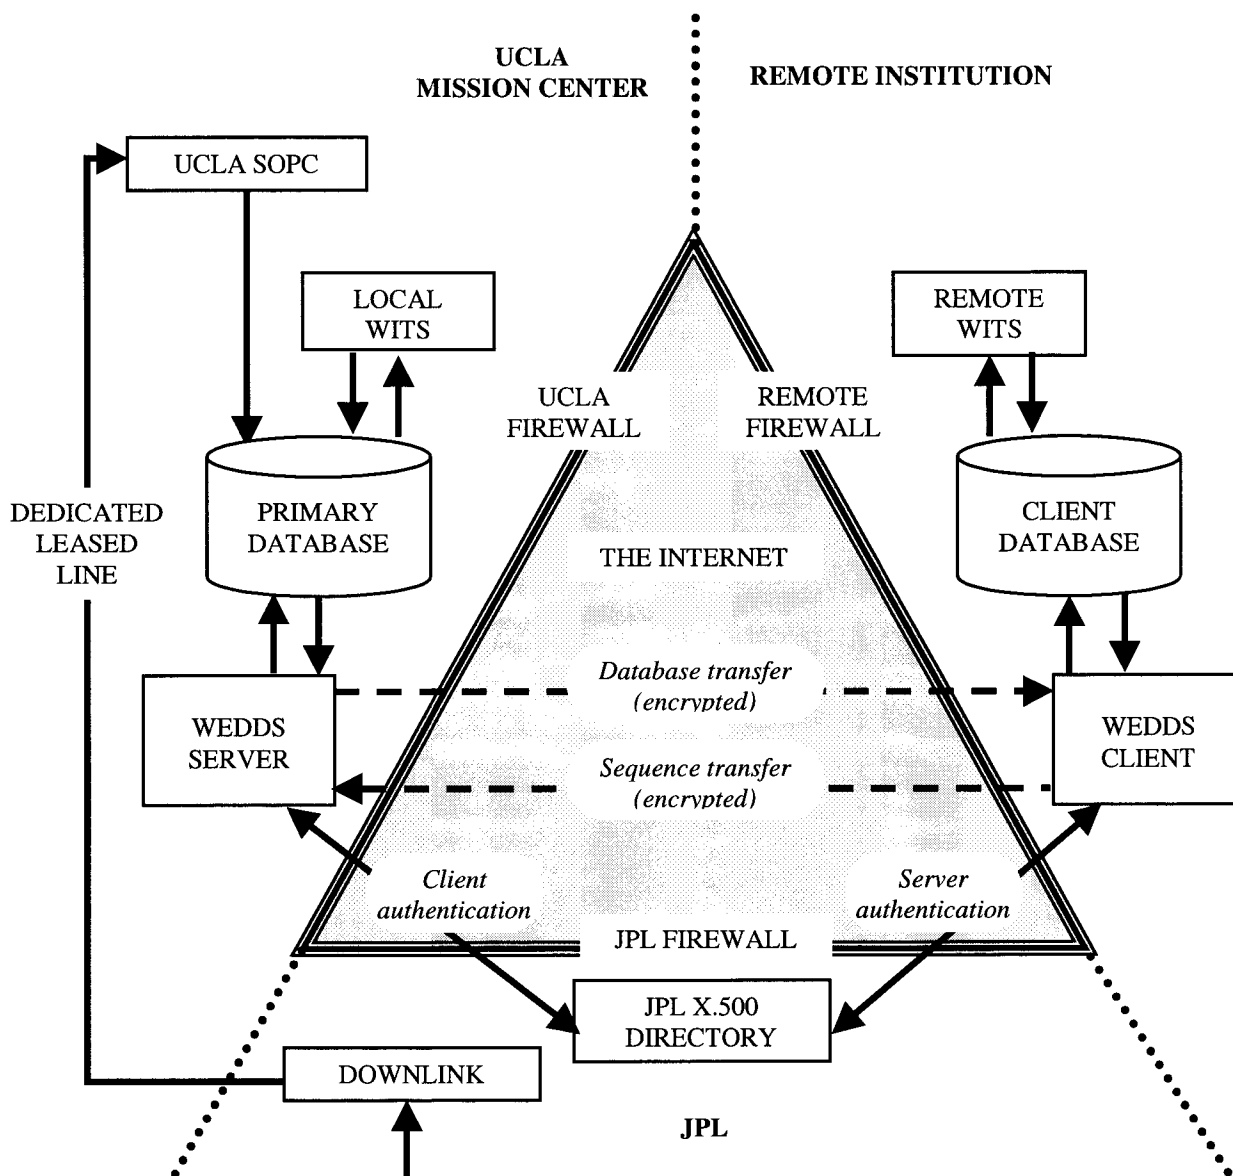 UCLA
MISSION CENTER
REMOTE INSTITUTION
UCLA SOPC
LOCAL
WITS
REMOTE
WITS
UCLA
FIREWALL
REMOTE
FIREWALL
DEDICATED
LEASED
LINE
PRIMARY
DATABASE
CLIENT
DATABASE
THE INTERNET
Database transfer
(encrypted)
WEDDS
SERVER
WEDDS
CLIENT
Sequence transfer
(encrypted)
Client
authentication
Server
authentication
JPL FIREWALL
JPL X.500
DIRECTORY
DOWNLINK
JPL